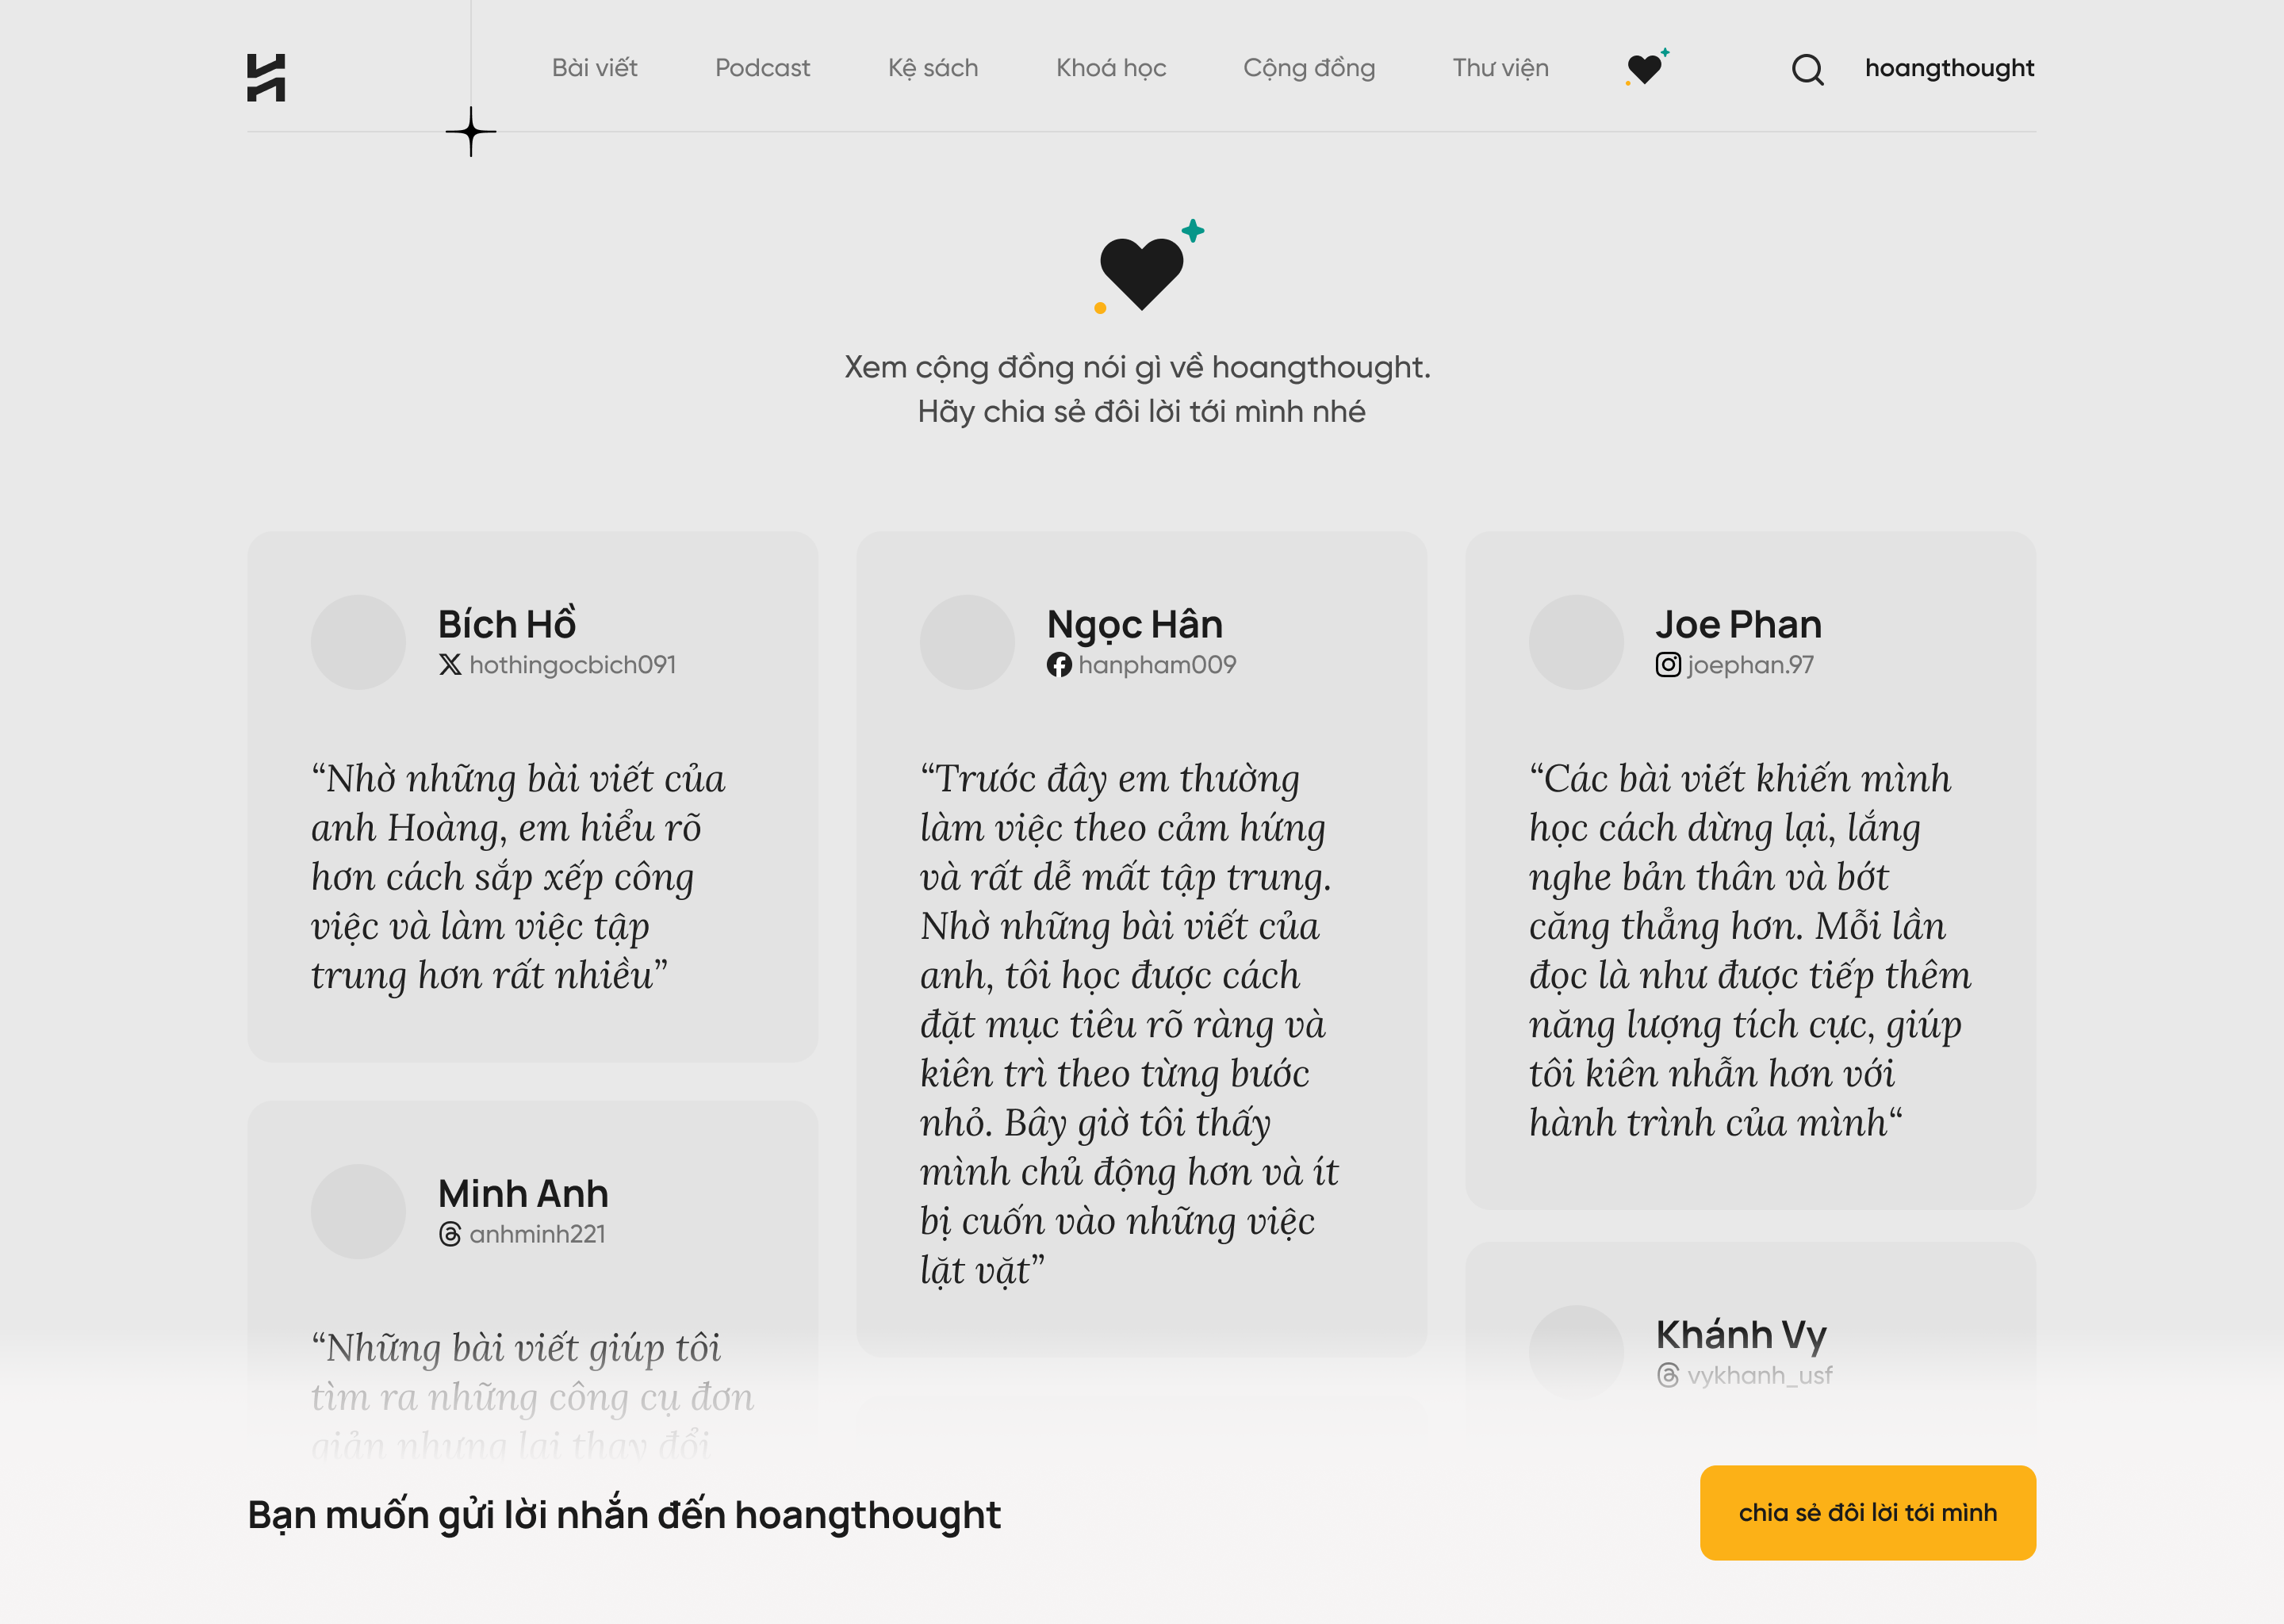 Bài viết
Podcast
Kệ sách
Khoá học
Cộng đồng
Thư viện
hoangthought
Xem cộng đồng nói gì về hoangthought.
Hãy chia sẻ đôi lời tới mình nhé
Bích Hồ
hothingocbich091
“Nhờ những bài viết của
anh Hoàng, em hiểu rõ
hơn cách sắp xếp công
việc và làm việc tập
trung hơn rất nhiều”
Minh Anh
anhminh221
“Những bài viết giúp tôi
tìm ra những công cụ đơn
giản nhưng lại thay đổi
Ngọc Hân
hanpham009
“Trước đây em thường
làm việc theo cảm hứng
và rất dễ mất tập trung.
Nhờ những bài viết của
anh, tôi học được cách
đặt mục tiêu rõ ràng và
kiên trì theo từng bước
nhỏ. Bây giờ tôi thấy
mình chủ động hơn và ít
bị cuốn vào những việc
lặt vặt”
Joe Phan
joephan.97
“Các bài viết khiến mình
học cách dừng lại, lắng
nghe bản thân và bớt
căng thẳng hơn. Mỗi lần
đọc là như được tiếp thêm
năng lượng tích cực, giúp
tôi kiên nhẫn hơn với
hành trình của mình“
Khánh Vy
vykhanh_usf
Bạn muốn gửi lời nhắn đến hoangthought
chia sẻ đôi lời tới mình